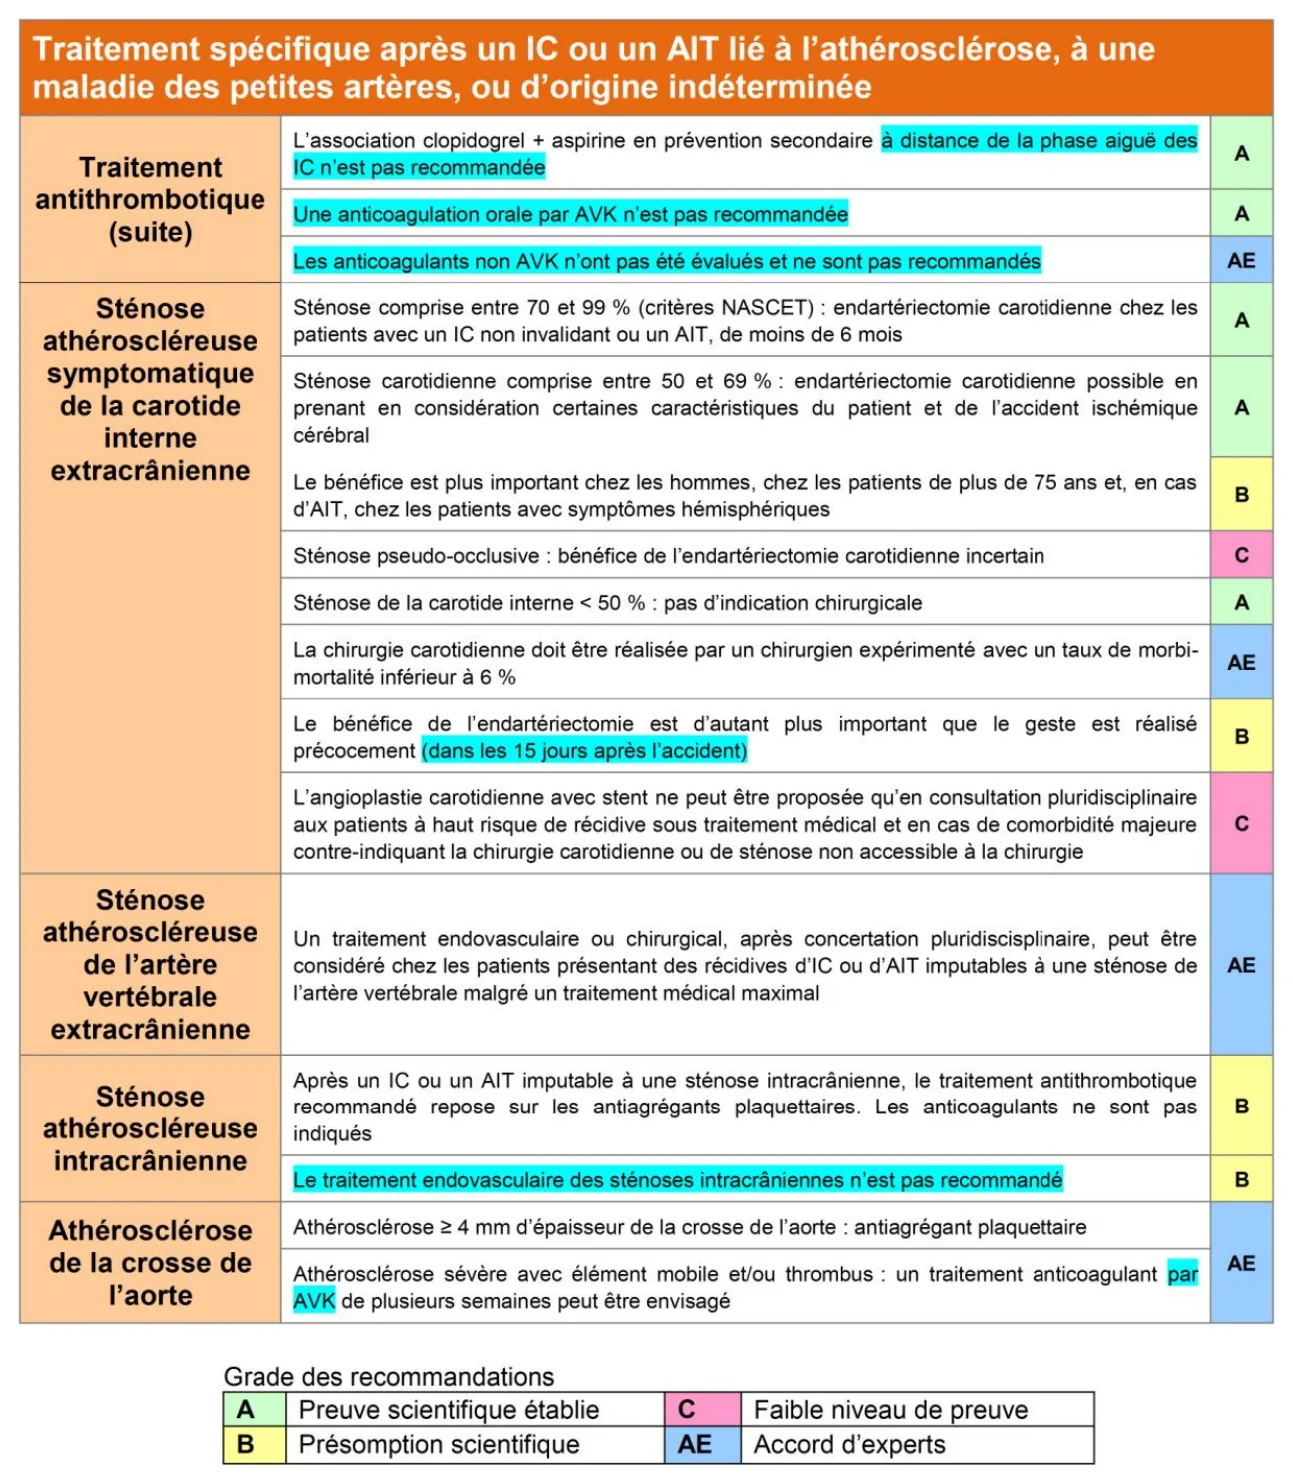 Traitement spécifique après un IC ou un AIT lié à l'athérosclérose, à une
maladie des petites artères, ou d'origine indéterminée
Traitement
antithrombotique
(suite)
L'association clopidogrel + aspirine en prévention secondaire à distance de la phase aiguë des
IC n'est pas recommandée
A
Une anticoagulation orale par AVK n'est pas recommandée
A
Les anticoagulants non AVK n'ont pas été évalués et ne sont pas recommandés
AE
Sténose
athéroscléreuse
symptomatique
de la carotide
interne
extracrânienne
Sténose comprise entre 70 et 99 % (critères NASCET) : endartériectomie carotidienne chez les
patients avec un IC non invalidant ou un AIT, de moins de 6 mois
A
Sténose carotidienne comprise entre 50 et 69 % : endartériectomie carotidienne possible en
prenant en considération certaines caractéristiques du patient et de l'accident ischémique
cérébral
A
Le bénéfice est plus important chez les hommes, chez les patients de plus de 75 ans et, en cas
d'AIT, chez les patients avec symptômes hémisphériques
B
Sténose pseudo-occlusive : bénéfice de l'endartériectomie carotidienne incertain
C
Sténose de la carotide interne < 50 % : pas d'indication chirurgicale
A
La chirurgie carotidienne doit être réalisée par un chirurgien expérimenté avec un taux de morbi-
mortalité inférieur à 6 %
AE
Le bénéfice de l'endartériectomie est d'autant plus important que le geste est réalisé
précocement (dans les 15 jours après l'accident)
B
L'angioplastie carotidienne avec stent ne peut être proposée qu'en consultation pluridisciplinaire
aux patients à haut risque de récidive sous traitement médical et en cas de comorbidité majeure
contre-indiquant la chirurgie carotidienne ou de sténose non accessible à la chirurgie
C
Sténose
athéroscléreuse
de l'artère
vertébrale
extracrânienne
Un traitement endovasculaire ou chirurgical, après concertation pluridiscisplinaire, peut être
considéré chez les patients présentant des récidives d'IC ou d'AIT imputables à une sténose de
l'artère vertébrale malgré un traitement médical maximal
AE
Sténose
athéroscléreuse
intracrânienne
Après un IC ou un AIT imputable à une sténose intracrânienne, le traitement antithrombotique
recommandé repose sur les antiagrégants plaquettaires. Les anticoagulants ne sont pas
indiqués
B
Le traitement endovasculaire des sténoses intracrâniennes n'est pas recommandé
B
Athérosclérose
de la crosse de
l'aorte
Athérosclérose ≥ 4 mm d'épaisseur de la crosse de l'aorte : antiagrégant plaquettaire
Athérosclérose sévère avec élément mobile et/ou thrombus : un traitement anticoagulant par
AVK de plusieurs semaines peut être envisagé
AE
Grade des recommandations
A Preuve scientifique établie C Faible niveau de preuve
B Présomption scientifique AE Accord d'experts